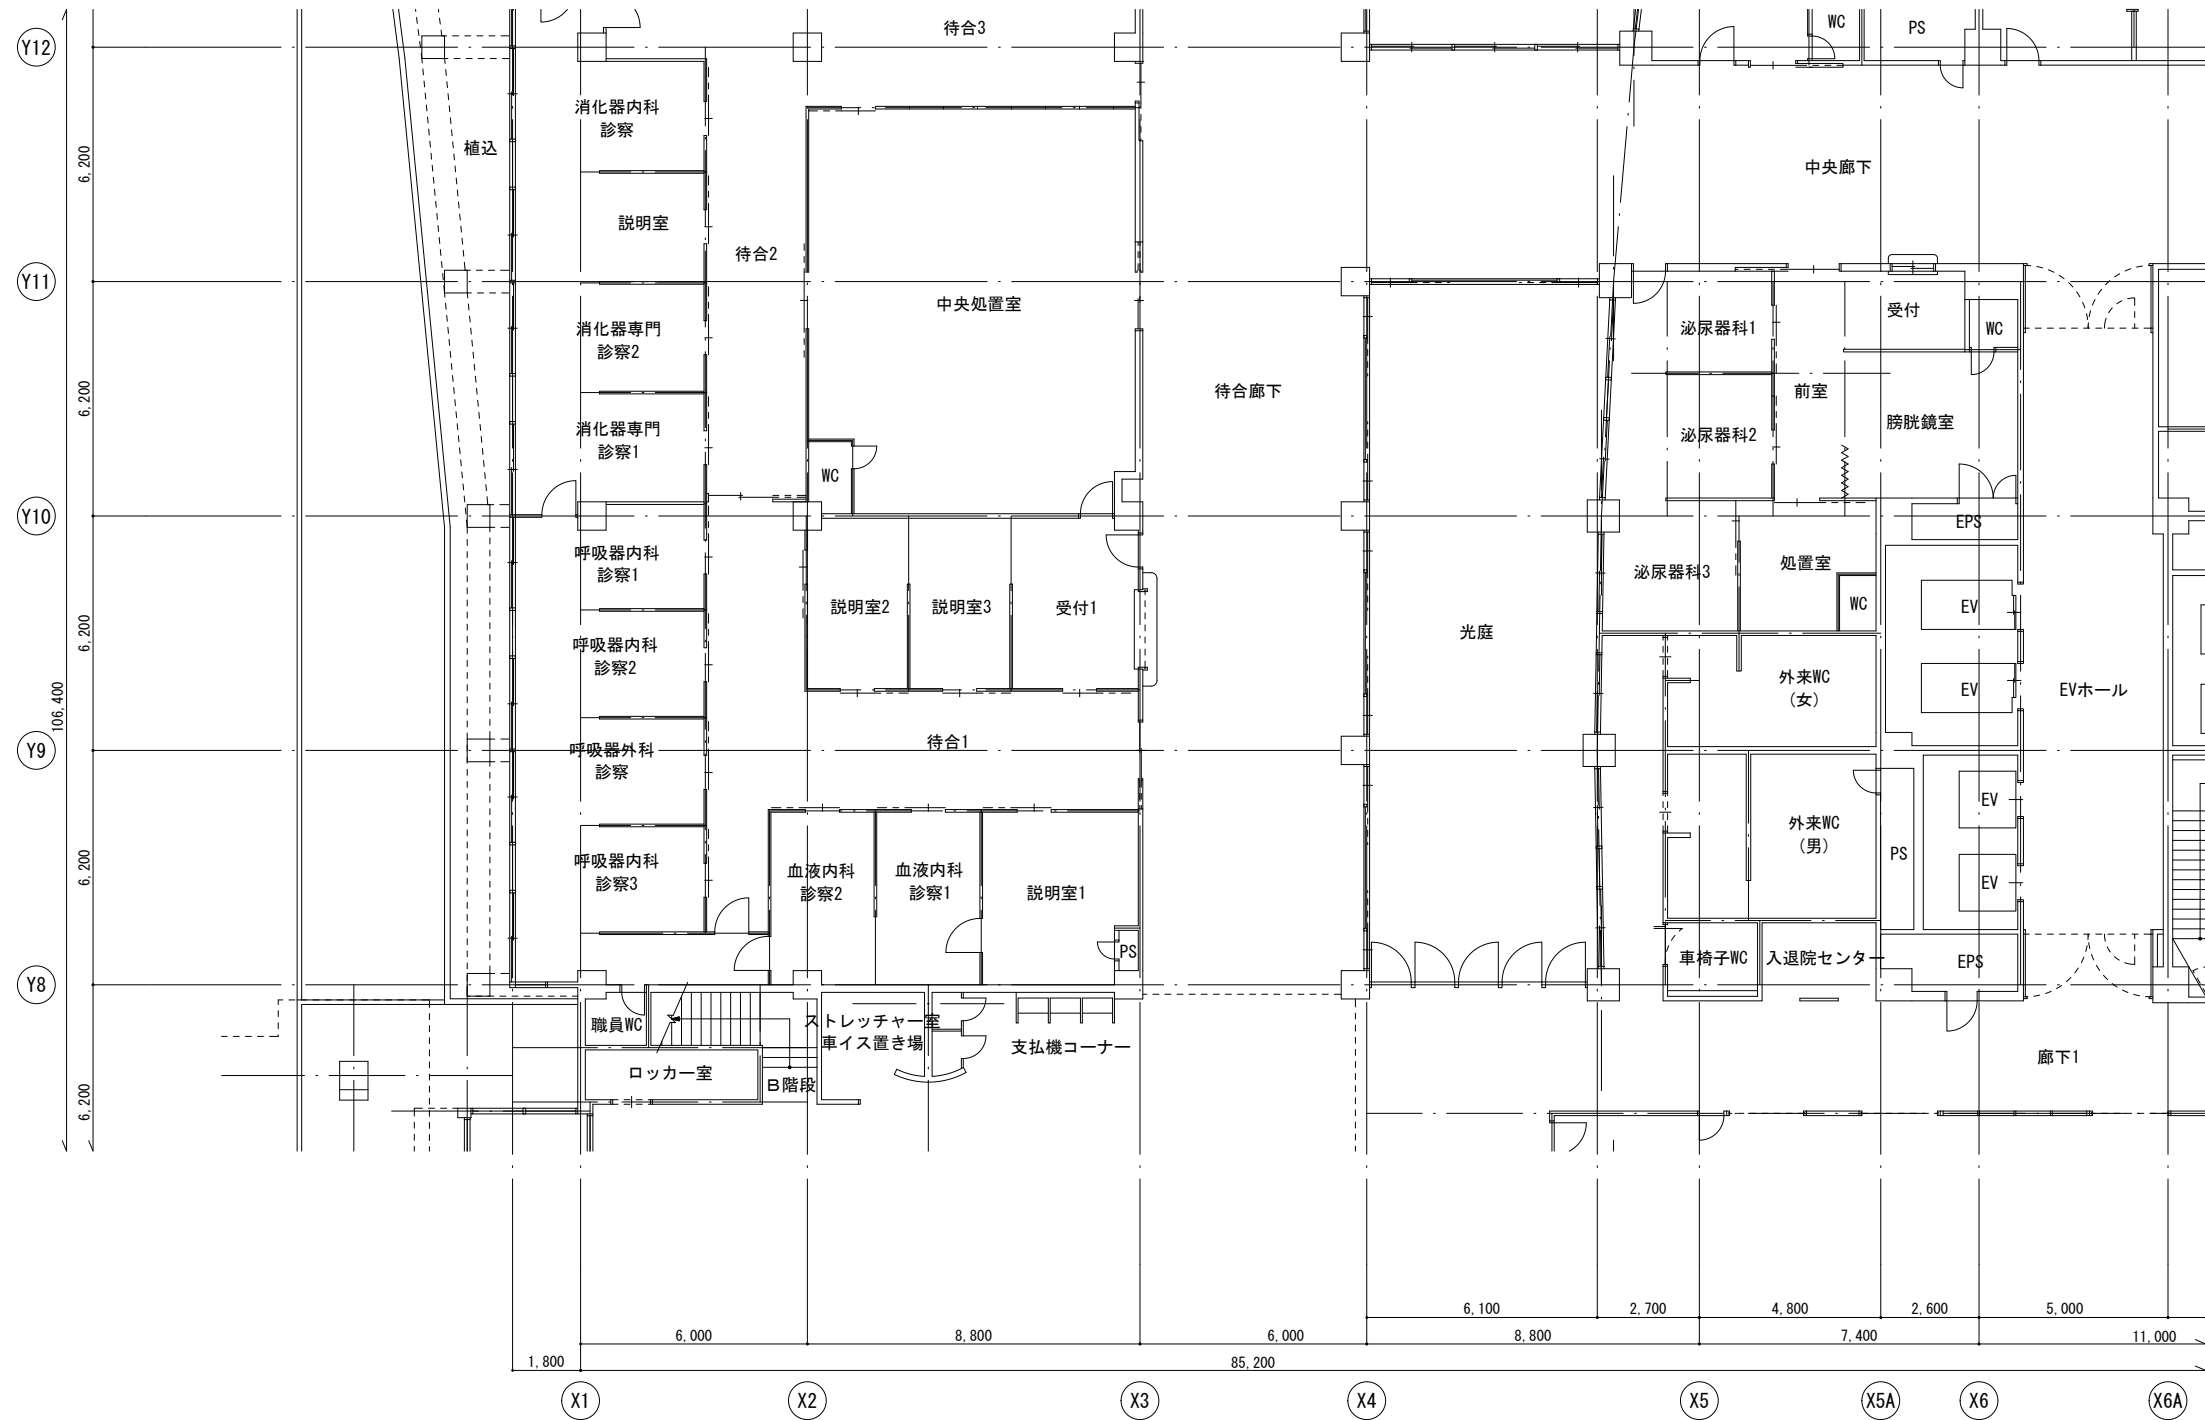 待合3
WC
PS
Y12
消化器内科
診察
植込
中央廊下
6,200
説明室
待合2
Y11
中央処置室
受付
消化器専門
診察2
泌尿器科1
WC
6,200
待合廊下
前室
消化器専門
診察1
泌尿器科2
膀胱鏡室
WC
Y10
EPS
呼吸器内科
診察1
泌尿器科3
処置室
説明室2
説明室3
受付1
WC
EV
6,200
光庭
呼吸器内科
診察2
外来WC
(女)
EV
EVホール
106,400
Y9
待合1
呼吸器外科
診察
EV
外来WC
(男)
PS
6,200
呼吸器内科
診察3
血液内科
診察2
血液内科
診察1
説明室1
EV
PS
車椅子WC
入退院センター
EPS
Y8
職員WC
ストレッチャー室
車イス置き場
支払機コーナー
廊下1
ロッカー室
B階段
6,200
6,100
2,700
4,800
2,600
5,000
6,000
8,800
6,000
8,800
7,400
11,000
1,800
85,200
X1
X2
X3
X4
X5
X5A
X6
X6A